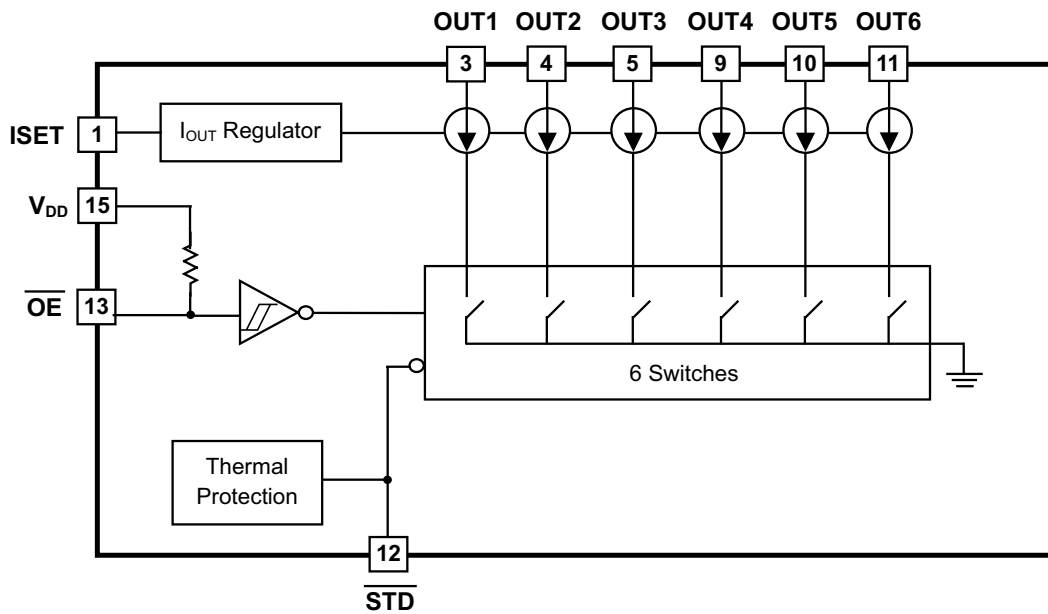 OUT1 OUT2 OUT3 OUT4 OUT5 OUT6
3 4 5 9 10 11
ISET 1 IOUT Regulator
VDD 15
OE 13
6 Switches
Thermal
Protection
12
STD